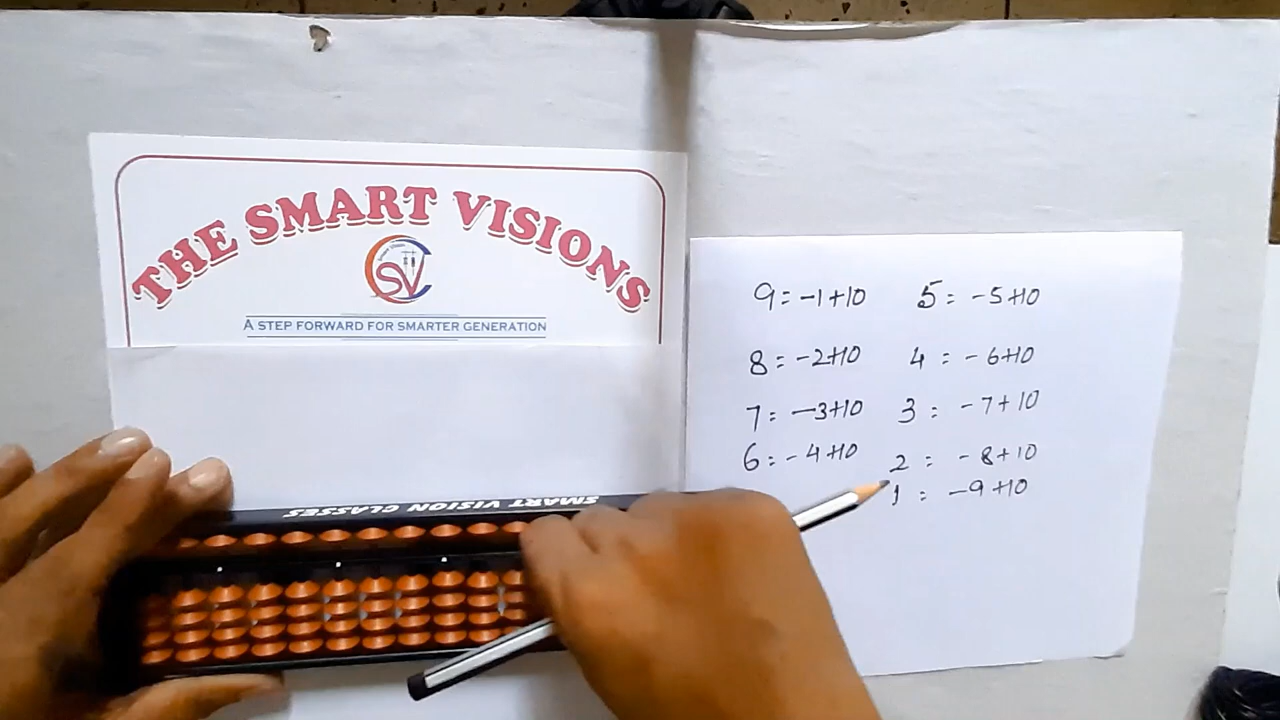 THE SMART VISIONS
SV
A STEP FORWARD FOR SMARTER GENERATION
9 = -1+10 5 = -5+10
8 = -2+10 4 = -6+10
7 = -3+10 3 = -7+10
6 = -4+10 2 = -8+10
1 = -9+10
SMART VISION CLASSES